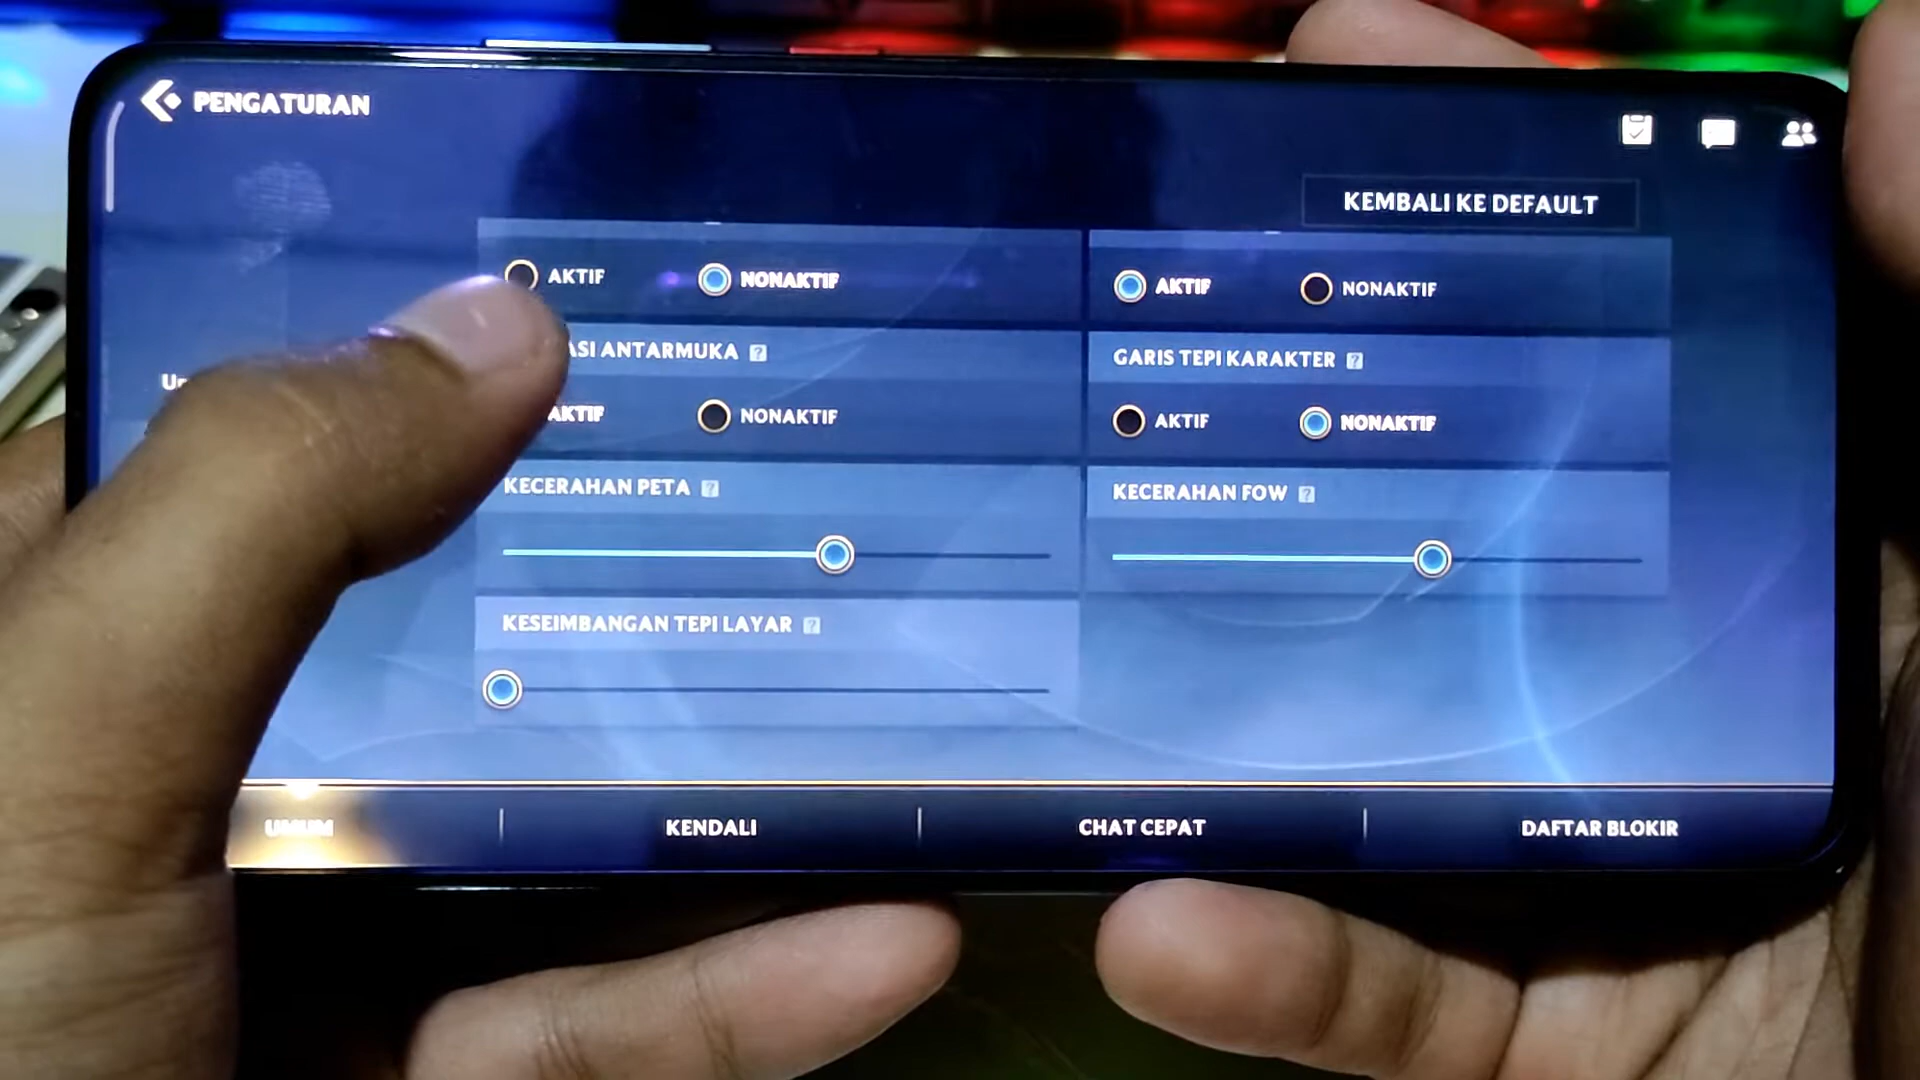 PENGATURAN
KEMBALI KE DEFAULT
AKTIF NONAKTIF
AKTIF NONAKTIF
ANTARMUKA ?
GARIS TEPI KARAKTER ?
AKTIF NONAKTIF
AKTIF NONAKTIF
KECERAHAN PETA ?
KECERAHAN FOW ?
KESEIMBANGAN TEPI LAYAR ?
UMUM
KENDALI
CHAT CEPAT
DAFTAR BLOKIR